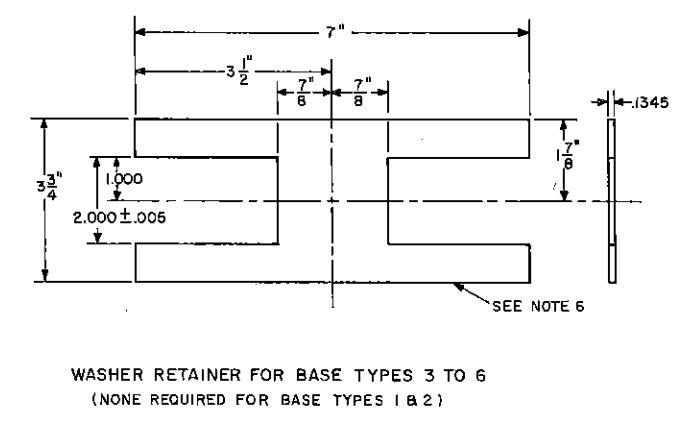 7"
3 1/2"
7/8" 7/8"
.1345
3 3/4"
1.000
1 7/8"
2.000 ±.005
SEE NOTE 6
WASHER RETAINER FOR BASE TYPES 3 TO 6
(NONE REQUIRED FOR BASE TYPES 1 & 2)